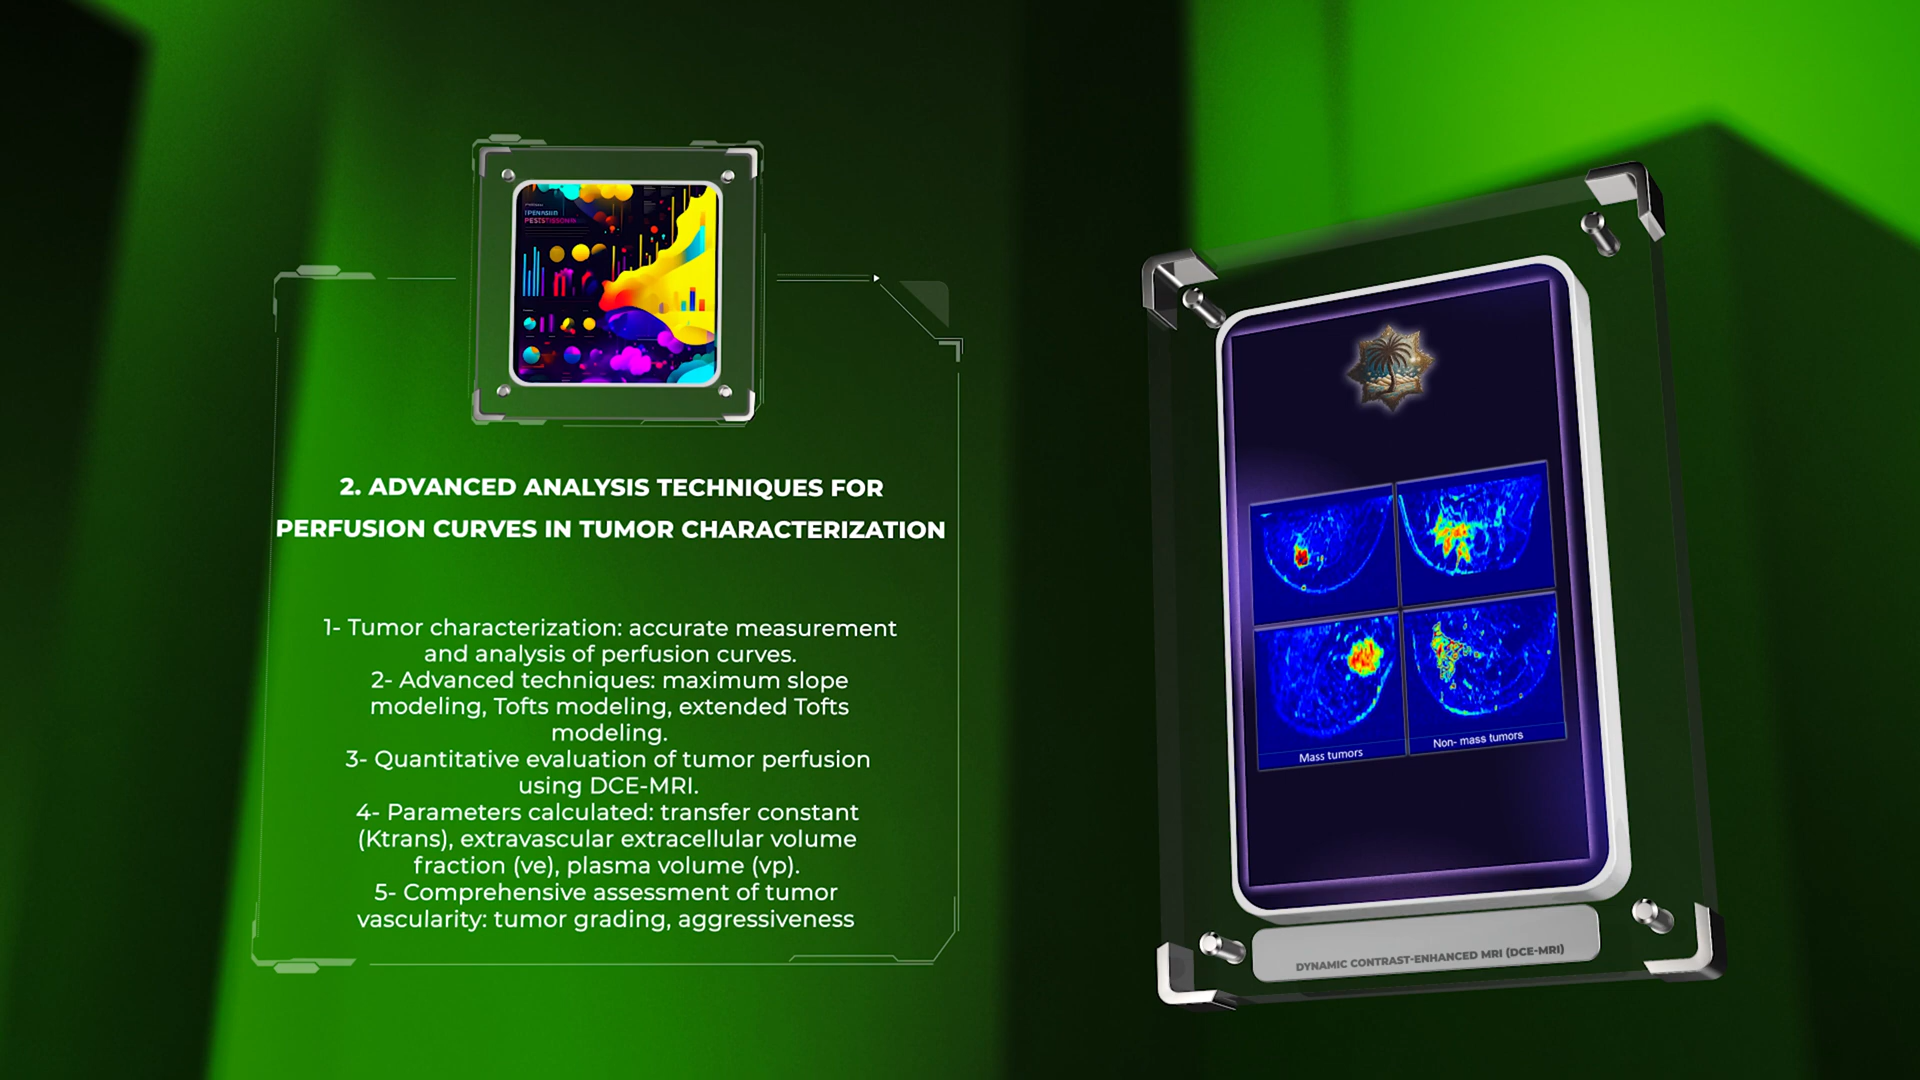 2. ADVANCED ANALYSIS TECHNIQUES FOR
PERFUSION CURVES IN TUMOR CHARACTERIZATION
1- Tumor characterization: accurate measurement
and analysis of perfusion curves.
2- Advanced techniques: maximum slope
modeling, Tofts modeling, extended Tofts
modeling.
3- Quantitative evaluation of tumor perfusion
using DCE-MRI.
4- Parameters calculated: transfer constant
(Ktrans), extravascular extracellular volume
fraction (ve), plasma volume (vp).
5- Comprehensive assessment of tumor
vascularity: tumor grading, aggressiveness
Mass tumors
Non- mass tumors
DYNAMIC CONTRAST-ENHANCED MRI (DCE-MRI)